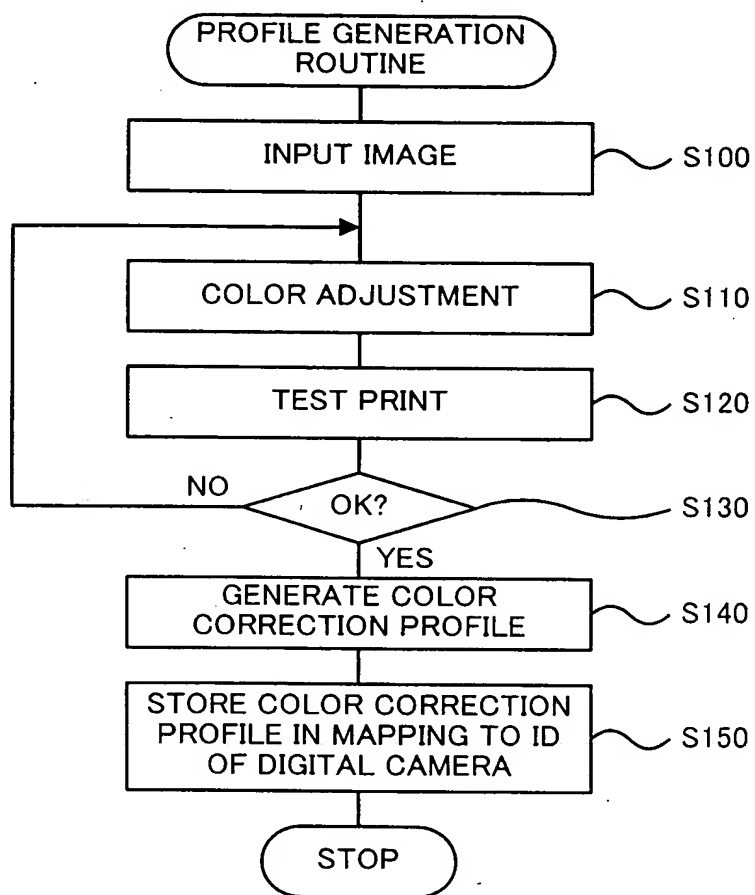 PROFILE GENERATION
ROUTINE
INPUT IMAGE
S100
COLOR ADJUSTMENT
S110
TEST PRINT
S120
NO
OK?
S130
YES
GENERATE COLOR
CORRECTION PROFILE
S140
STORE COLOR CORRECTION
PROFILE IN MAPPING TO ID
OF DIGITAL CAMERA
S150
STOP